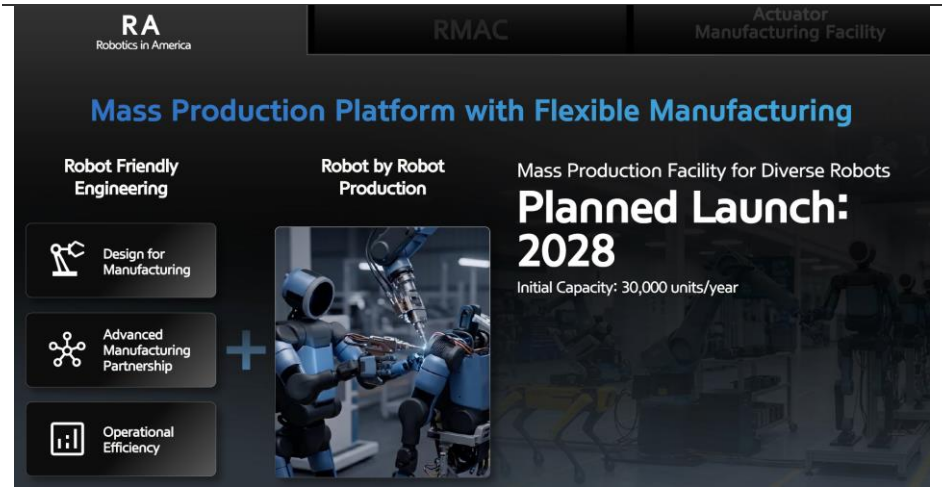 RA
Robotics in America
RMAC
Actuator
Manufacturing Facility
Mass Production Platform with Flexible Manufacturing
Robot Friendly
Engineering
Design for
Manufacturing
Advanced
Manufacturing
Partnership
Operational
Efficiency
+
Robot by Robot
Production
Mass Production Facility for Diverse Robots
Planned Launch:
2028
Initial Capacity: 30,000 units/year